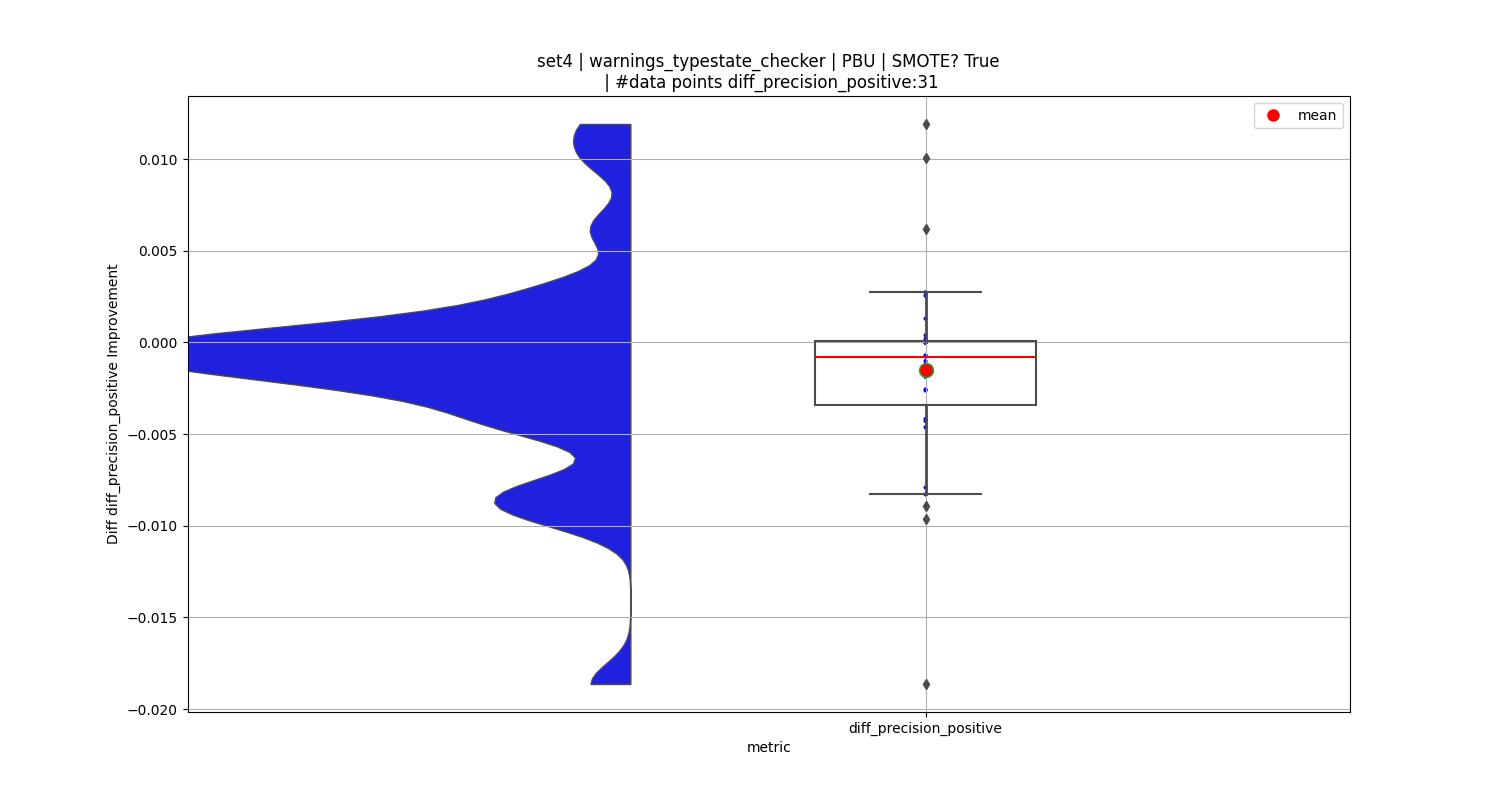 set4 | warnings_typestate_checker | PBU | SMOTE? True
| #data points diff_precision_positive:31
mean
0.010
0.005
0.000
−0.005
−0.010
−0.015
−0.020
Diff diff_precision_positive Improvement
diff_precision_positive
metric